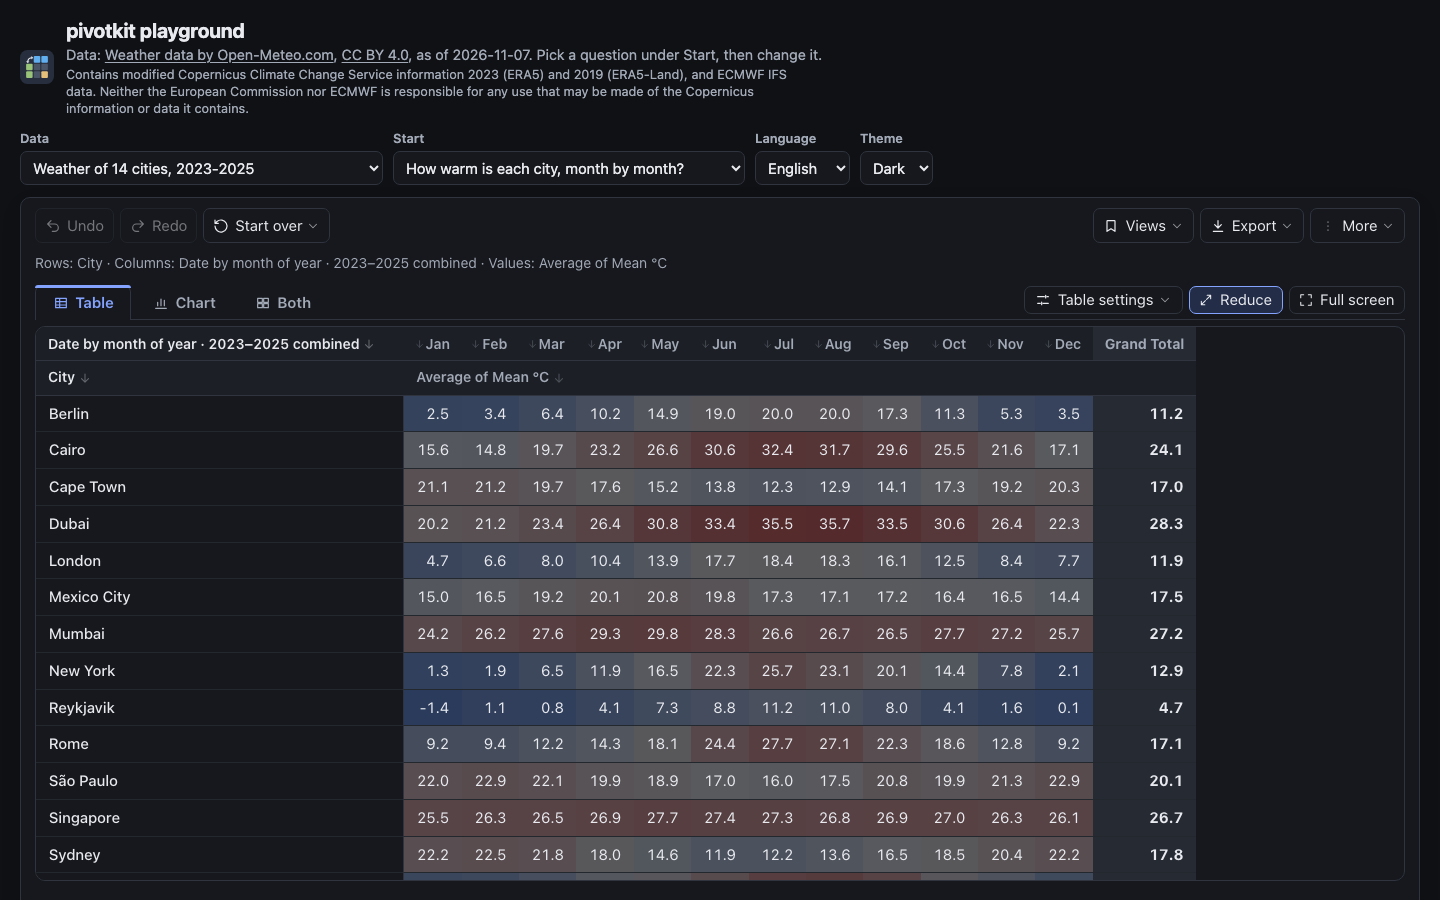 pivotkit playground
Data: Weather data by Open-Meteo.com, CC BY 4.0, as of 2026-11-07. Pick a question under Start, then change it.
Contains modified Copernicus Climate Change Service information 2023 (ERA5) and 2019 (ERA5-Land), and ECMWF IFS
data. Neither the European Commission nor ECMWF is responsible for any use that may be made of the Copernicus
information or data it contains.
Data Start Language Theme
Weather of 14 cities, 2023-2025 How warm is each city, month by month? English Dark
Undo Redo Start over Views Export More
Rows: City · Columns: Date by month of year · 2023–2025 combined · Values: Average of Mean °C
Table Chart Both Table settings Reduce Full screen
Date by month of year · 2023–2025 combined ↓ ↓ Jan ↓ Feb ↓ Mar ↓ Apr ↓ May ↓ Jun ↓ Jul ↓ Aug ↓ Sep ↓ Oct ↓ Nov ↓ Dec Grand Total
City ↓ Average of Mean °C ↓
Berlin 2.5 3.4 6.4 10.2 14.9 19.0 20.0 20.0 17.3 11.3 5.3 3.5 11.2
Cairo 15.6 14.8 19.7 23.2 26.6 30.6 32.4 31.7 29.6 25.5 21.6 17.1 24.1
Cape Town 21.1 21.2 19.7 17.6 15.2 13.8 12.3 12.9 14.1 17.3 19.2 20.3 17.0
Dubai 20.2 21.2 23.4 26.4 30.8 33.4 35.5 35.7 33.5 30.6 26.4 22.3 28.3
London 4.7 6.6 8.0 10.4 13.9 17.7 18.4 18.3 16.1 12.5 8.4 7.7 11.9
Mexico City 15.0 16.5 19.2 20.1 20.8 19.8 17.3 17.1 17.2 16.4 16.5 14.4 17.5
Mumbai 24.2 26.2 27.6 29.3 29.8 28.3 26.6 26.7 26.5 27.7 27.2 25.7 27.2
New York 1.3 1.9 6.5 11.9 16.5 22.3 25.7 23.1 20.1 14.4 7.8 2.1 12.9
Reykjavik -1.4 1.1 0.8 4.1 7.3 8.8 11.2 11.0 8.0 4.1 1.6 0.1 4.7
Rome 9.2 9.4 12.2 14.3 18.1 24.4 27.7 27.1 22.3 18.6 12.8 9.2 17.1
São Paulo 22.0 22.9 22.1 19.9 18.9 17.0 16.0 17.5 20.8 19.9 21.3 22.9 20.1
Singapore 25.5 26.3 26.5 26.9 27.7 27.4 27.3 26.8 26.9 27.0 26.3 26.1 26.7
Sydney 22.2 22.5 21.8 18.0 14.6 11.9 12.2 13.6 16.5 18.5 20.4 22.2 17.8